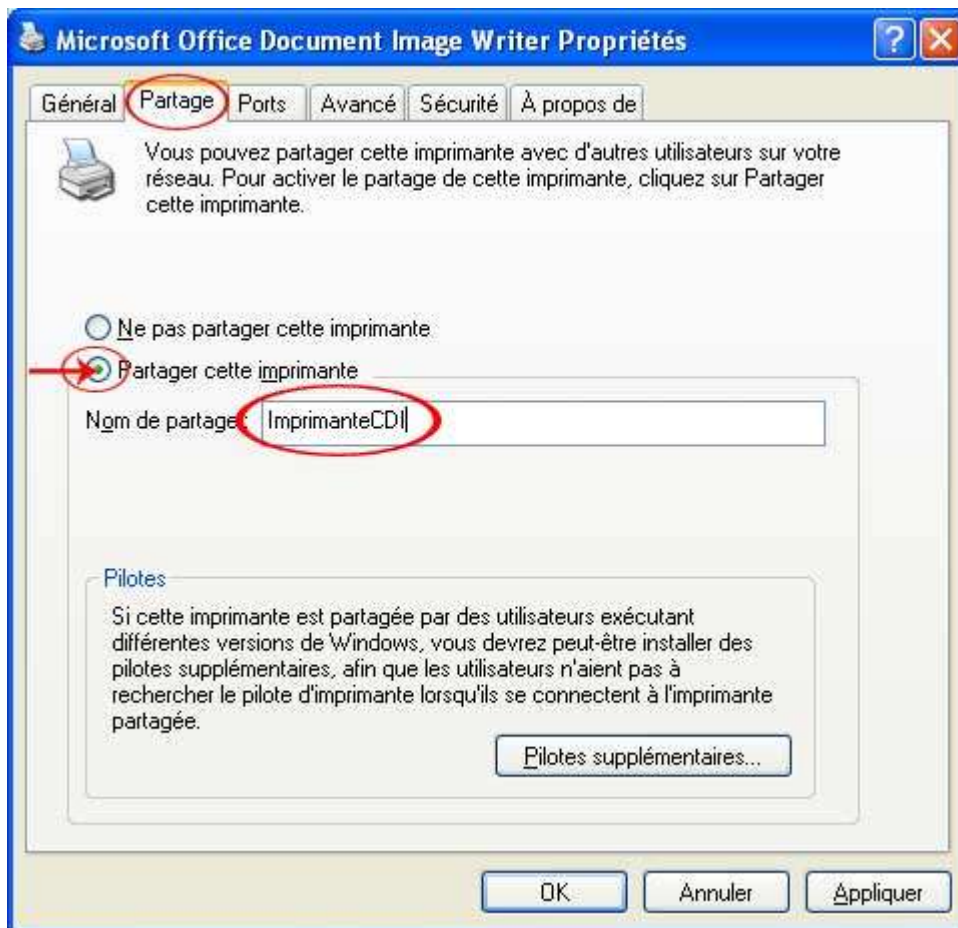 Microsoft Office Document Image Writer Propriétés
Général Partage Ports Avancé Sécurité À propos de
Vous pouvez partager cette imprimante avec d'autres utilisateurs sur votre
réseau. Pour activer le partage de cette imprimante, cliquez sur Partager
cette imprimante.
Ne pas partager cette imprimante
Partager cette imprimante
Nom de partage: ImprimanteCDI
Pilotes
Si cette imprimante est partagée par des utilisateurs exécutant
différentes versions de Windows, vous devrez peut-être installer des
pilotes supplémentaires, afin que les utilisateurs n'aient pas à
rechercher le pilote d'imprimante lorsqu'ils se connectent à l'imprimante
partagée.
Pilotes supplémentaires...
OK Annuler Appliquer